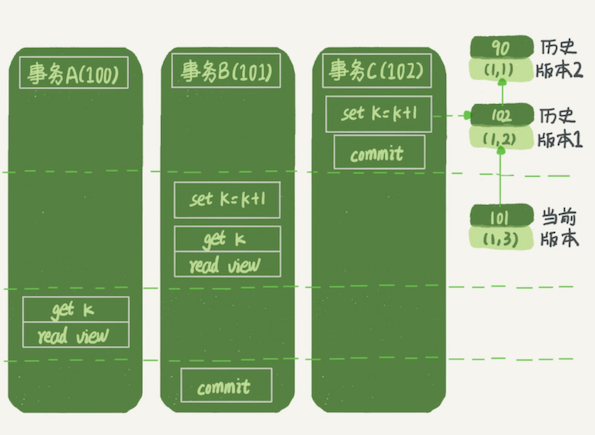 事务A(100)
事务B(101)
事务C(102)
90
(1,1)
历史
版本2
set k=k+1
102
(1,2)
历史
版本1
commit
set k=k+1
101
(1,3)
当前
版本
get k
read view
get k
read view
commit